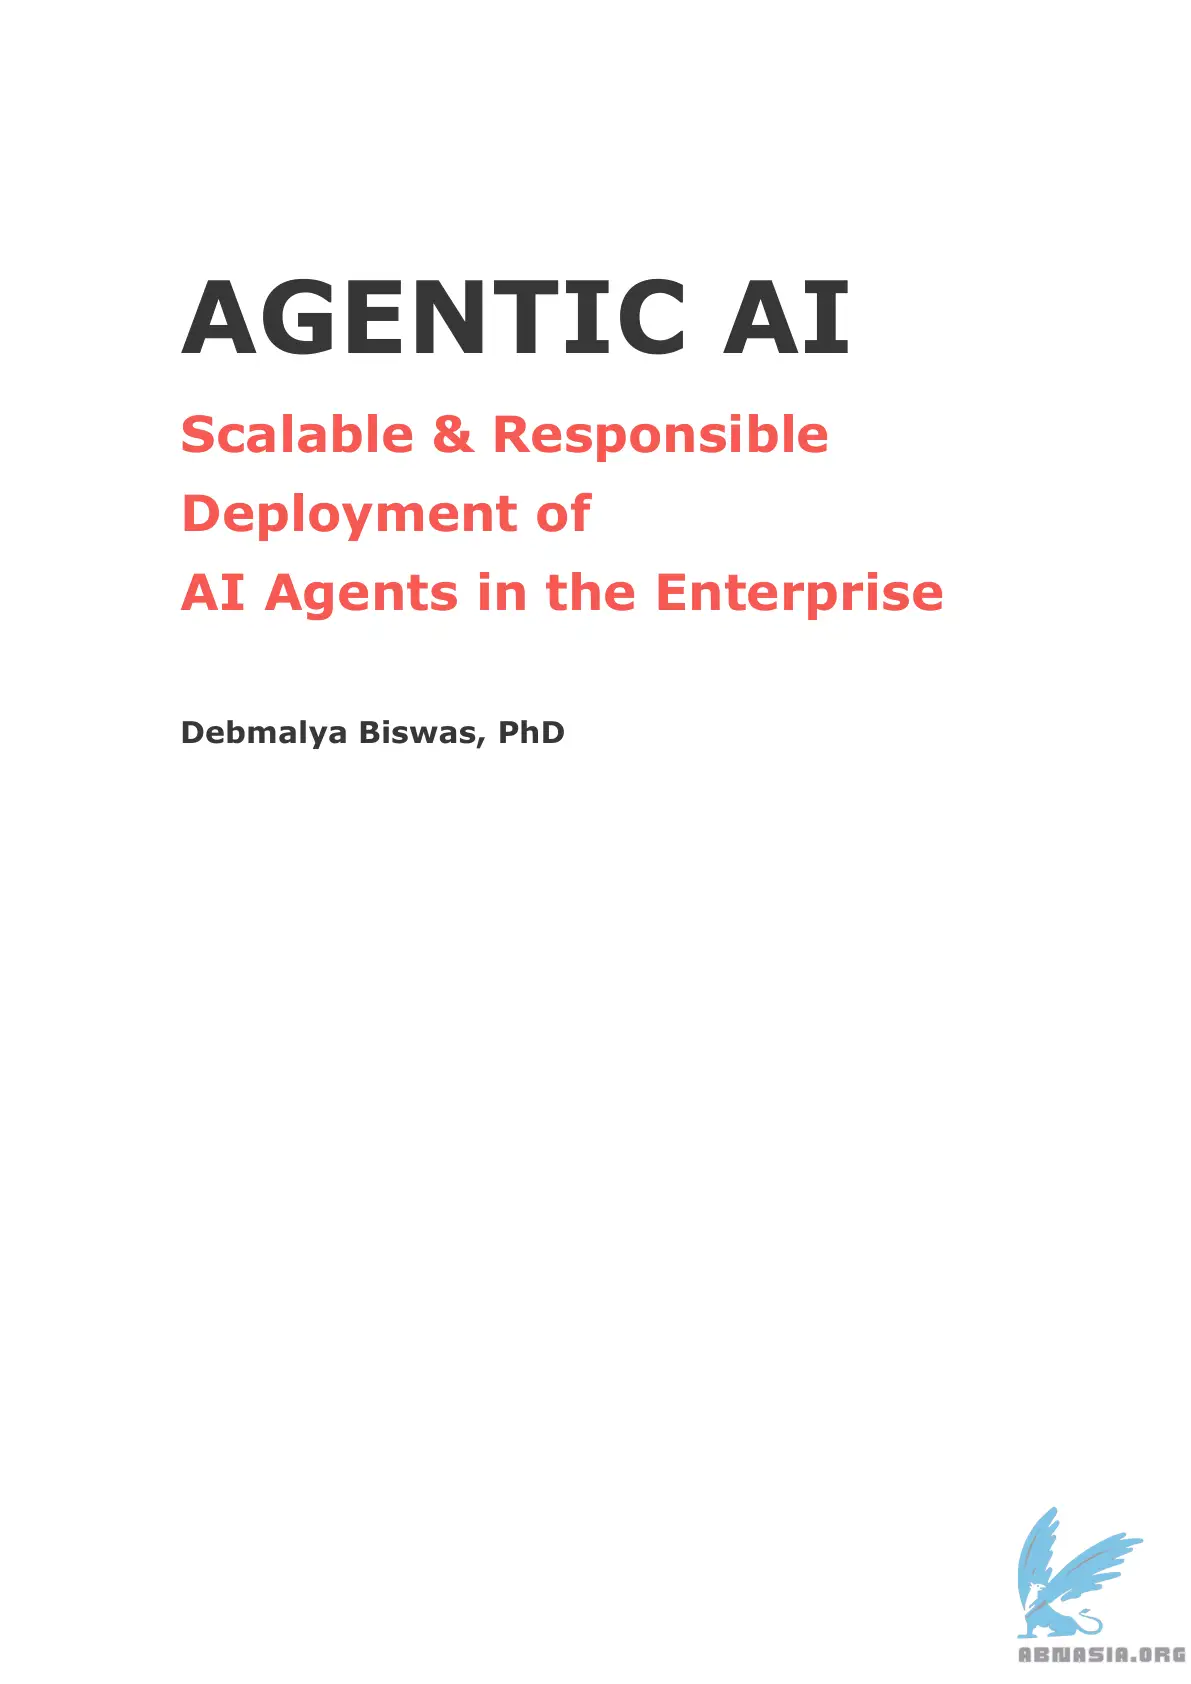 AGENTIC AI
Scalable & Responsible
Deployment of
AI Agents in the Enterprise
Debmalya Biswas, PhD
ABNASIA.ORG